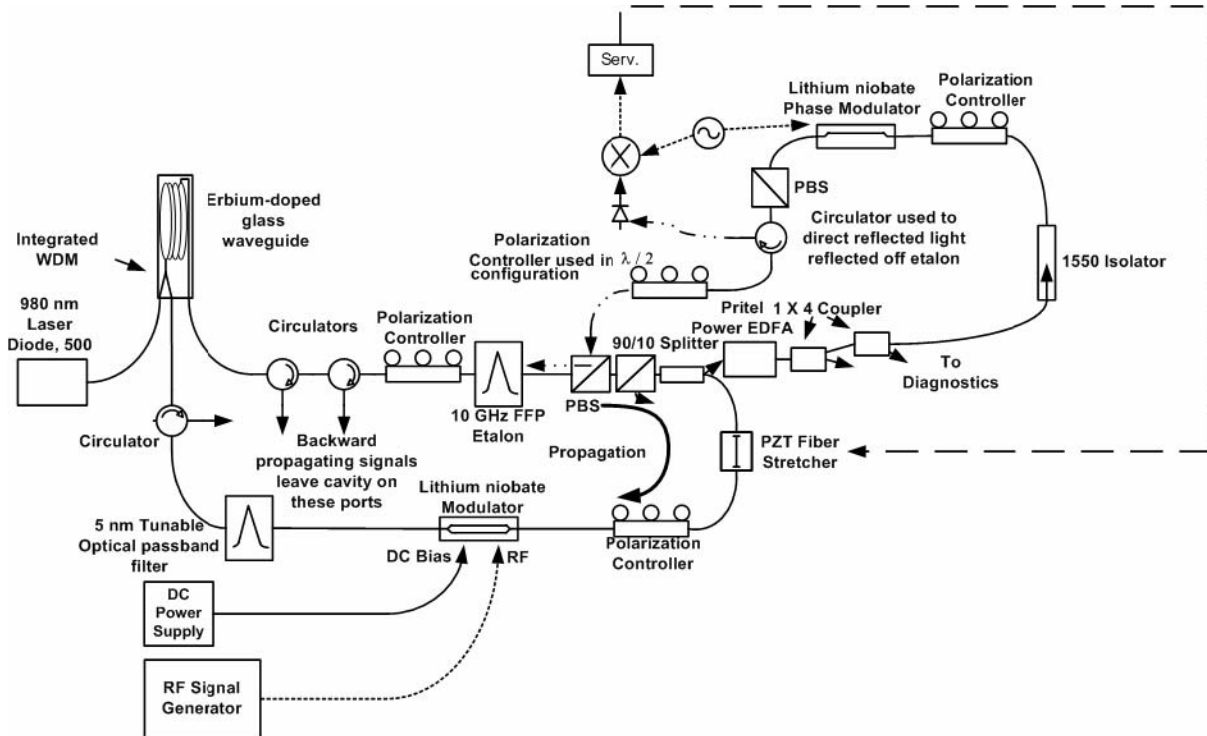 Serv.
Lithium niobate
Phase Modulator
Polarization
Controller
PBS
Erbium-doped
glass
waveguide
Integrated
WDM
Circulator used to
direct reflected light
reflected off etalon
Polarization
Controller used in λ / 2
configuration
1550 Isolator
980 nm
Laser
Diode, 500
Circulators
Polarization
Controller
Pritel 1 X 4 Coupler
Power EDFA
90/10 Splitter
To
Diagnostics
10 GHz FFP
Etalon
PBS
Circulator
Backward
propagating signals
leave cavity on
these ports
Propagation
PZT Fiber
Stretcher
Lithium niobate
Modulator
5 nm Tunable
Optical passband
filter
DC Bias
RF
Polarization
Controller
DC
Power
Supply
RF Signal
Generator